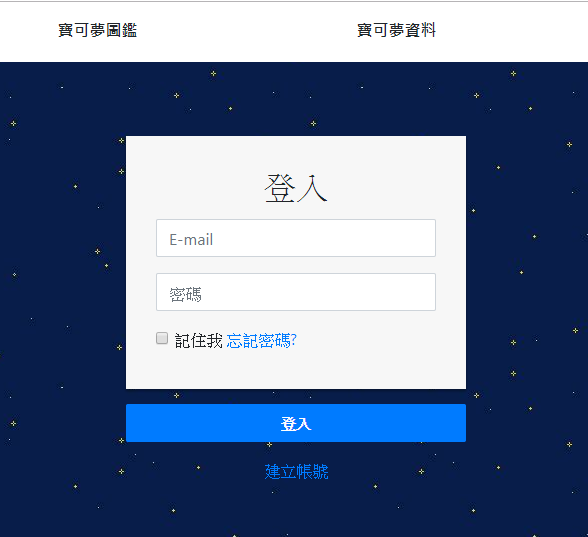 寶可夢圖鑑 寶可夢資料
登入
E-mail
密碼
記住我 忘記密碼?
登入
建立帳號